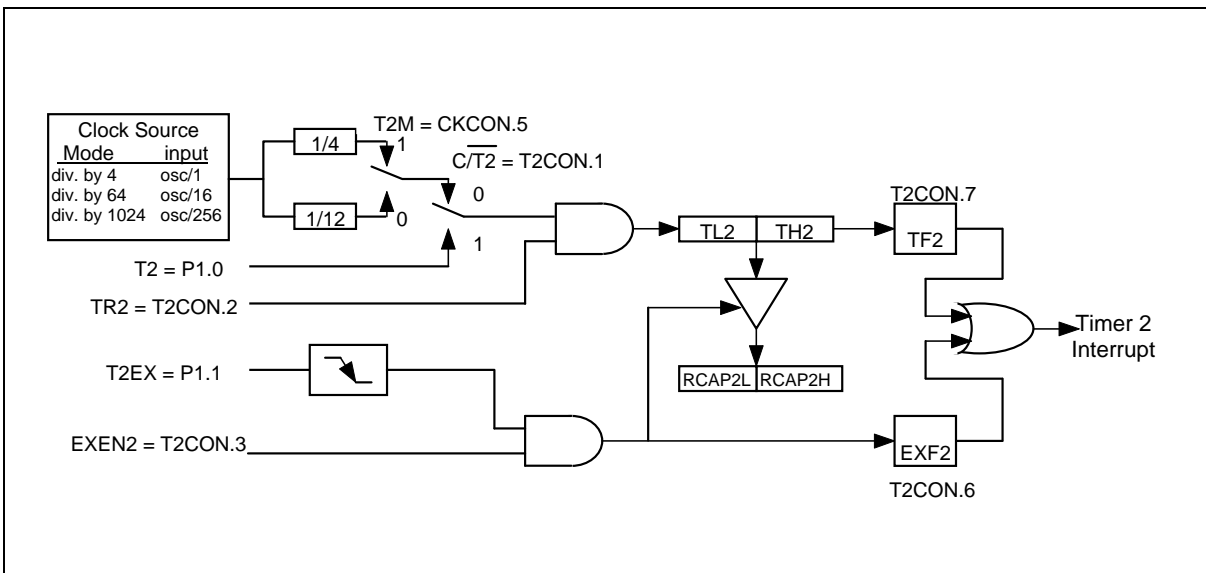 Clock Source
Mode input
div. by 4 osc/1
div. by 64 osc/16
div. by 1024 osc/256
1/4
1/12
T2M = CKCON.5
1
0
C/T2 = T2CON.1
0
1
T2 = P1.0
TR2 = T2CON.2
TL2 TH2
T2CON.7
TF2
Timer 2
Interrupt
T2EX = P1.1
RCAP2L RCAP2H
EXEN2 = T2CON.3
EXF2
T2CON.6